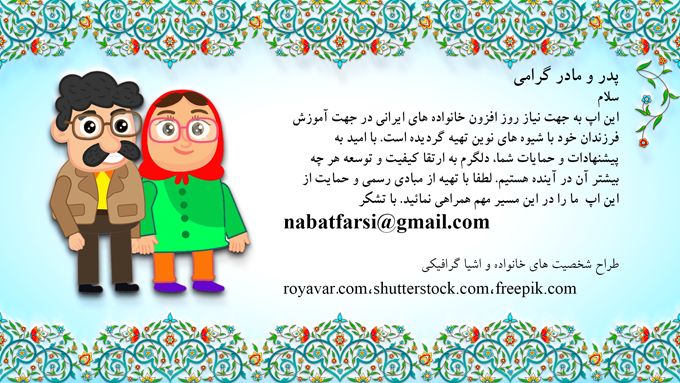 پدر و مادر گرامی
سلام
این اپ به جهت نیاز روز افزون خانواده های ایرانی در جهت آموزش
فرزندان خود با شیوه های نوین تهیه گردیده است. با امید به
پیشنهادات و حمایات شما، دلگرم به ارتقا کیفیت و توسعه هر چه
بیشتر آن در آینده هستیم. لطفا با تهیه از مبادی رسمی و حمایت از
این اپ ما را در این مسیر مهم همراهی نمائید. با تشکر
nabatfarsi@gmail.com
طراح شخصیت های خانواده و اشیا گرافیکی
royavar.com،shutterstock.com،freepik.com